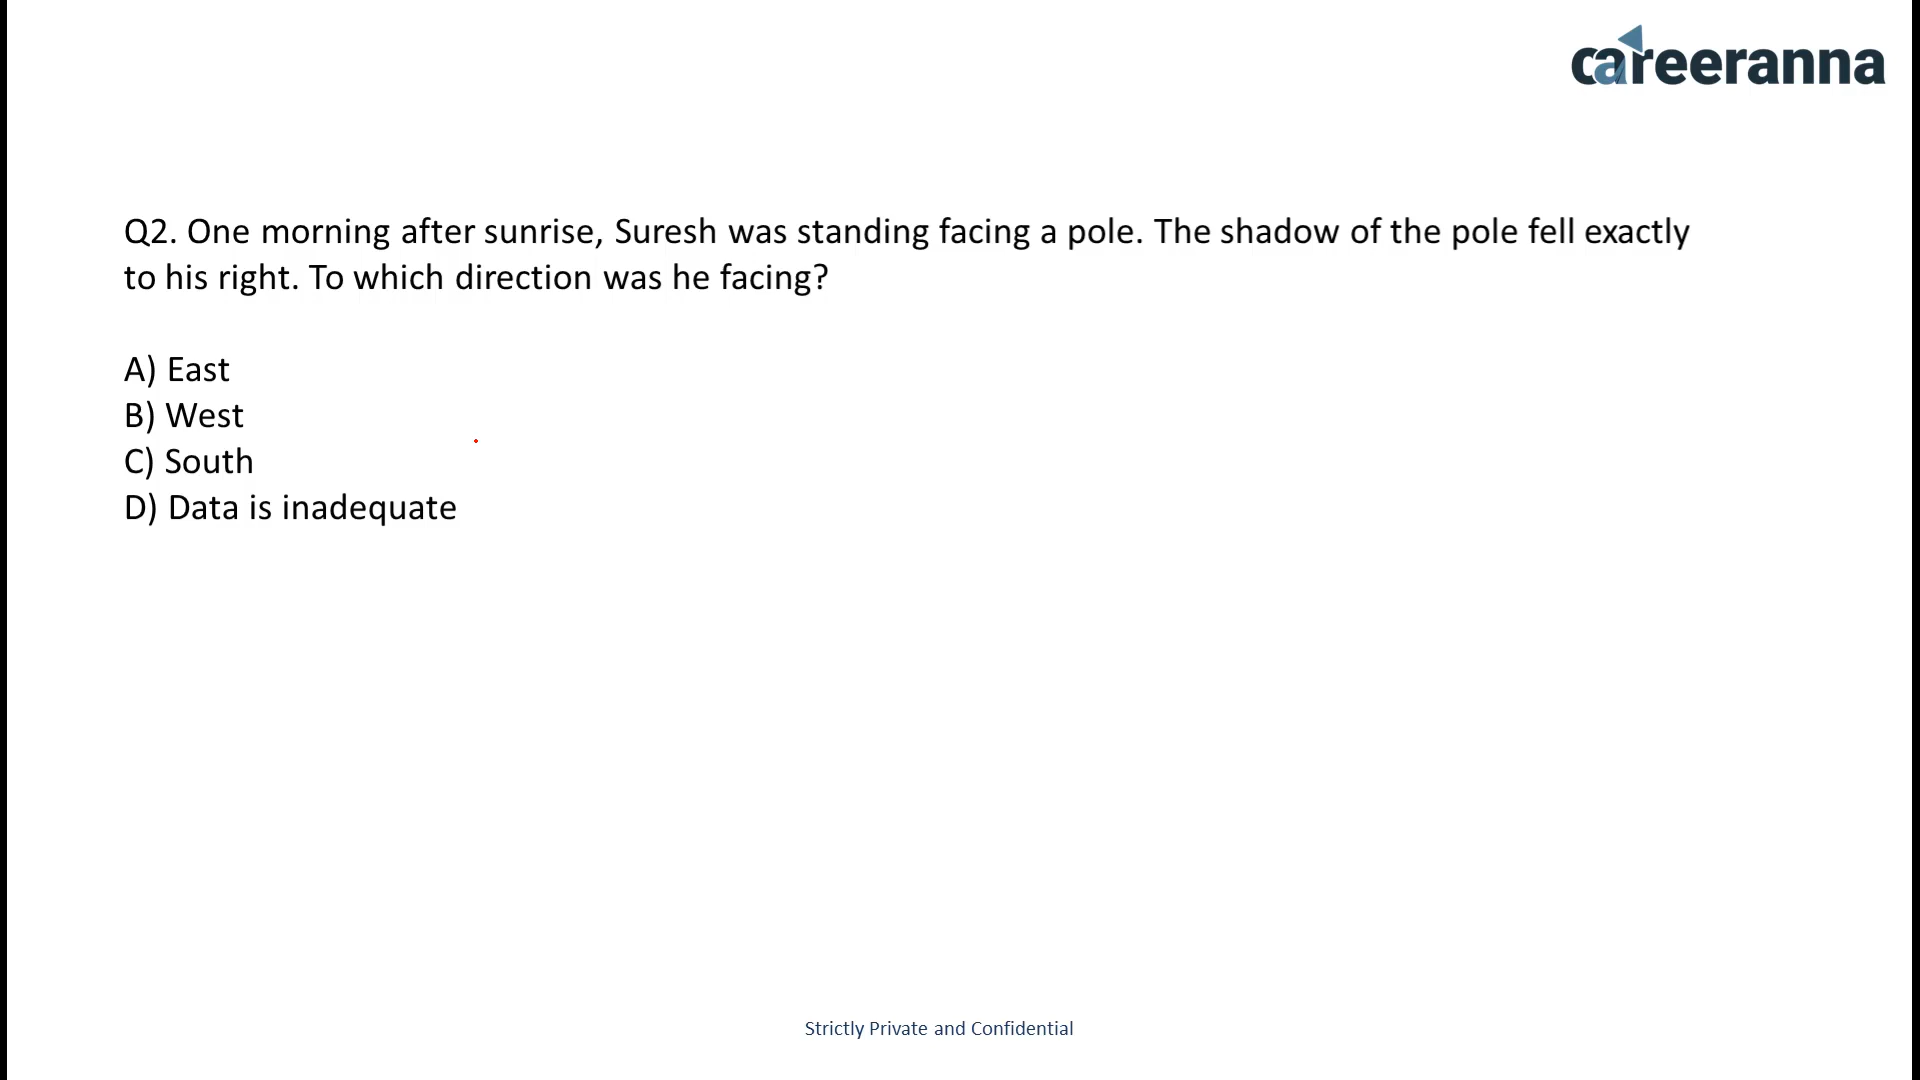 careeranna
Q2. One morning after sunrise, Suresh was standing facing a pole. The shadow of the pole fell exactly
to his right. To which direction was he facing?
A) East
B) West
C) South
D) Data is inadequate
Strictly Private and Confidential